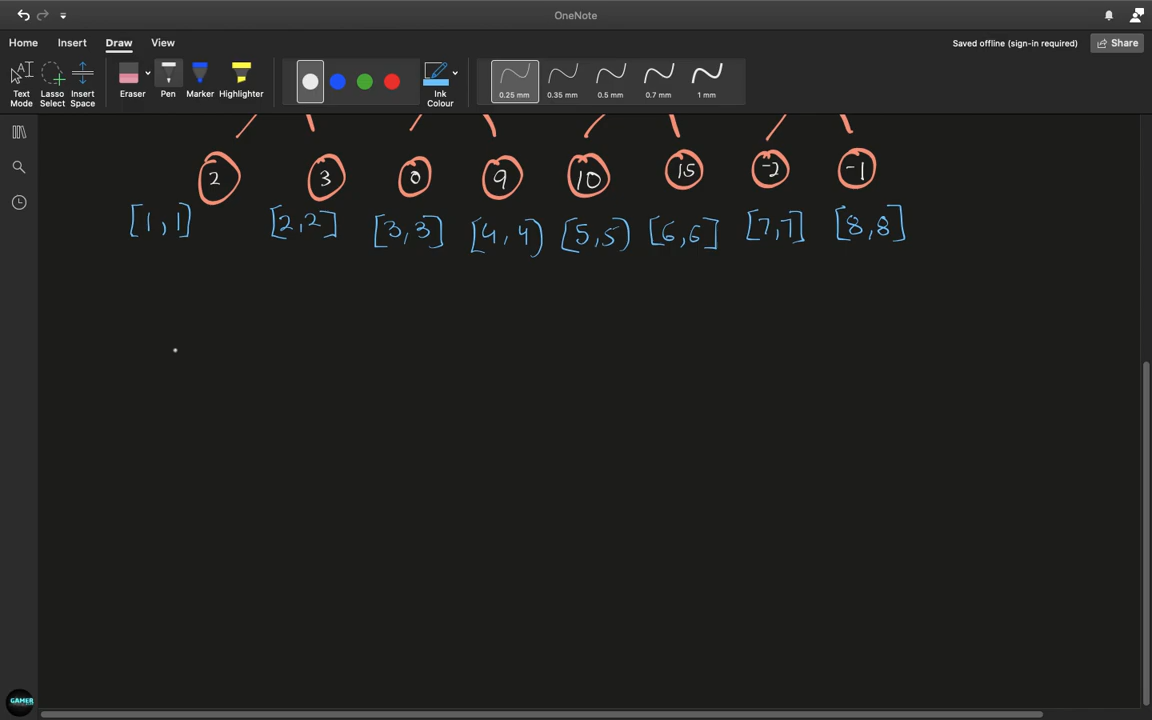 OneNote
Home Insert Draw View
Saved offline (sign-in required) Share
Text Mode
Lasso Select
Insert Space
Eraser
Pen
Marker
Highlighter
Ink Colour
0.25 mm 0.35 mm 0.5 mm 0.7 mm 1 mm
2 3 0 9 10 15 -2 -1
[1,1] [2,2] [3,3] [4,4) [5,5) [6,6] [7,7] [8,8]
GAMER